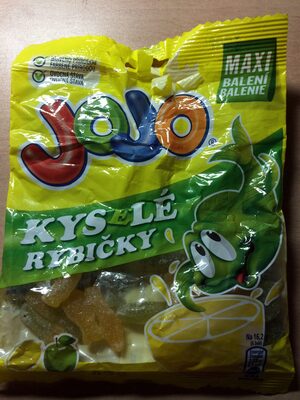 MAXI
BALENÍ
BALENIE
JOJO
®
KYSELÉ
RYBIČKY